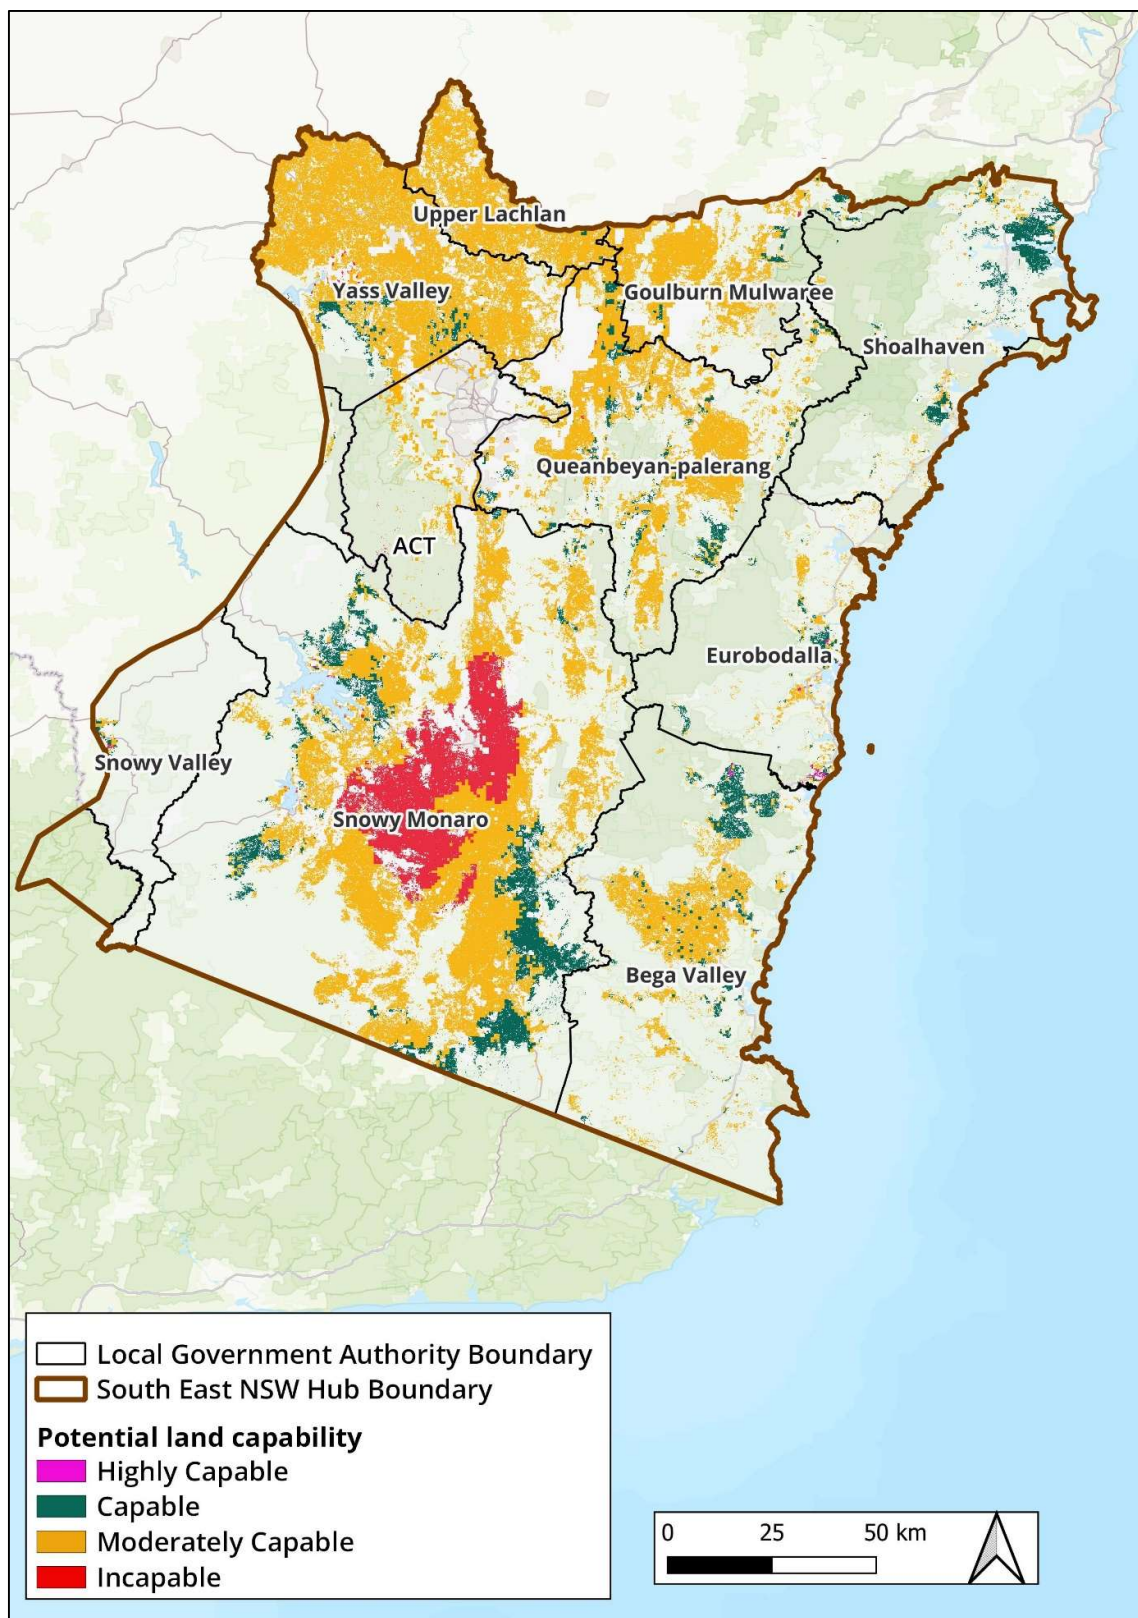 Upper Lachlan
Yass Valley
Goulburn Mulwaree
Shoalhaven
Queanbeyan-palerang
ACT
Eurobodalla
Snowy Valley
Snowy Monaro
Bega Valley
Local Government Authority Boundary
South East NSW Hub Boundary
Potential land capability
Highly Capable
Capable
Moderately Capable
Incapable
0 25 50 km